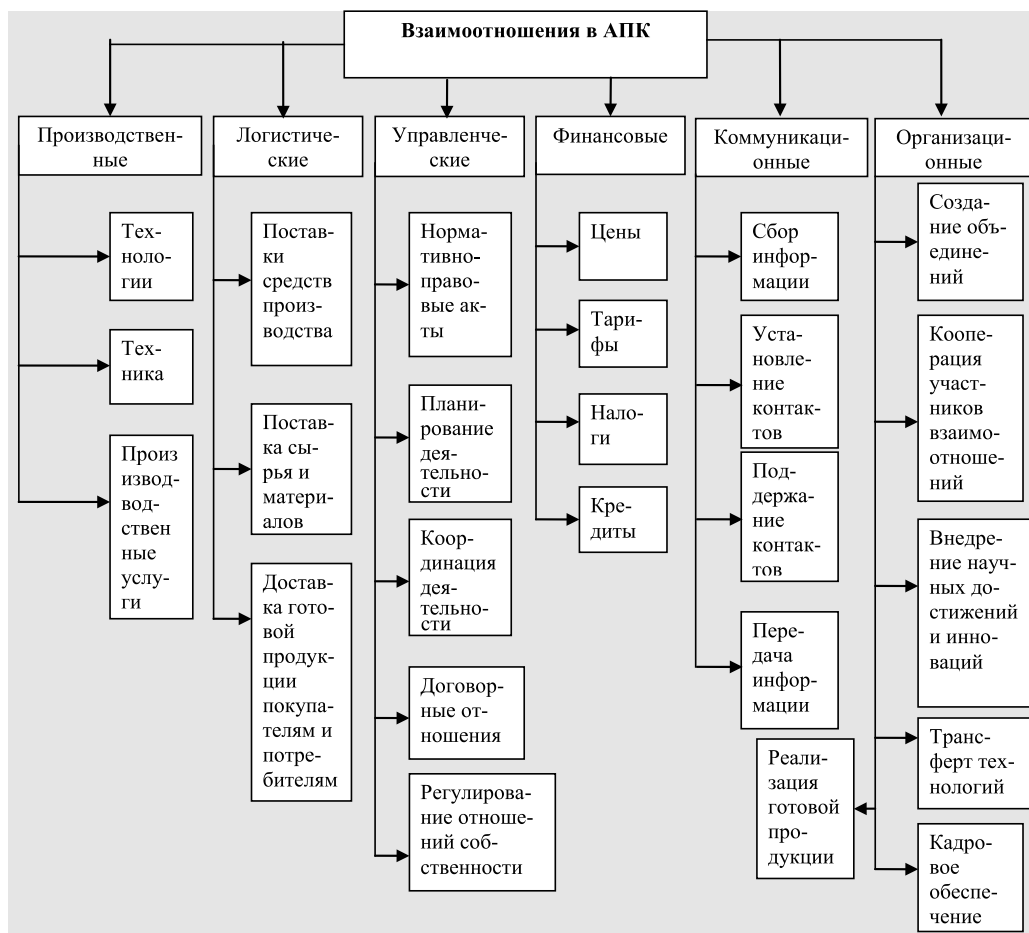 Взаимоотношения в АПК
Производствен-
ные
Логистиче-
ские
Управленче-
ские
Финансовые
Коммуникаци-
онные
Организаци-
онные
Тех-
ноло-
гии
Тех-
ника
Произ
извод-
вод-
ствен
ные
услу-
ги
Постав
ки
средств
произ-
водства
Постав-
ка сы-
рья и
матери-
алов
Достав-
ка гото-
вой
продук-
ции
покупа-
телям и
потре-
бителям
Норма-
тивно-
право-
вые ак-
ты
Плани-
рование
дея-
тельно-
сти
Коор-
динация
дея-
тельно-
сти
Договор-
ные от-
ношения
Регулирова-
ние отноше-
ний соб-
ственности
Цены
Тари-
фы
Нало-
ги
Кре-
диты
Сбор
инфор-
мации
Уста-
новле-
ние
контак-
тов
Под-
держа-
ние
контак-
тов
Пере-
дача
инфор-
мации
Реали-
зация
готовой
про-
дукции
Созда-
ние объ-
едине-
ний
Коопе-
рация
участ-
ников
взаимо-
отноше-
ний
Внедре-
ние науч-
ных до-
стижений
и инно-
ваций
Транс-
ферт тех-
нологий
Кадро-
вое
обеспе-
чение